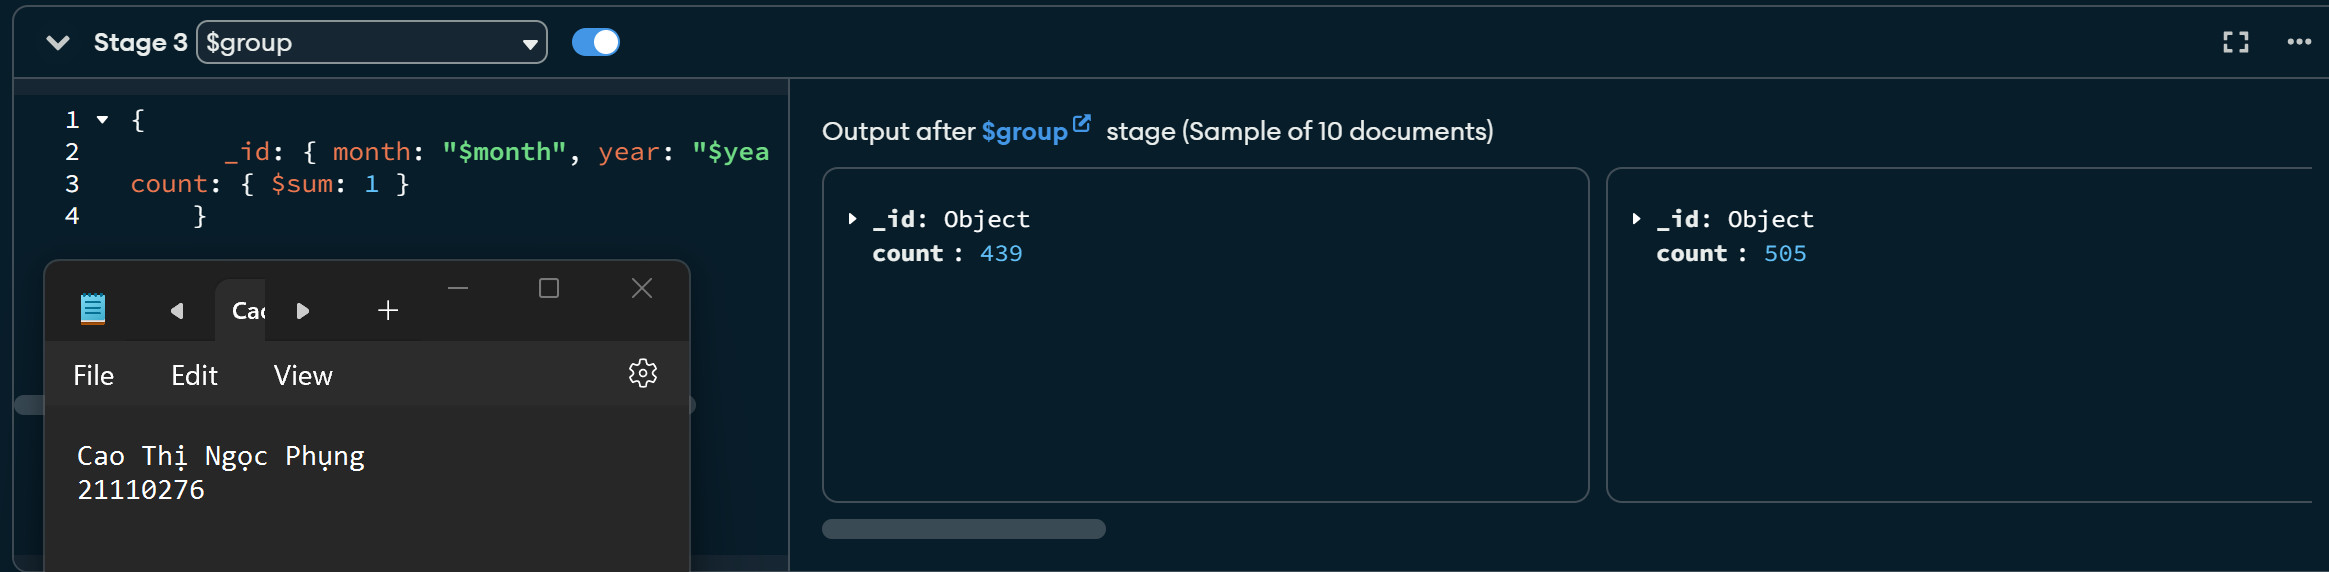 Stage 3 $group
1 {
2 _id: { month: "$month", year: "$yea
3 count: { $sum: 1 }
4 }
Output after $group stage (Sample of 10 documents)
_id: Object
count : 439
_id: Object
count : 505
Cao
File Edit View
Cao Thị Ngọc Phụng
21110276